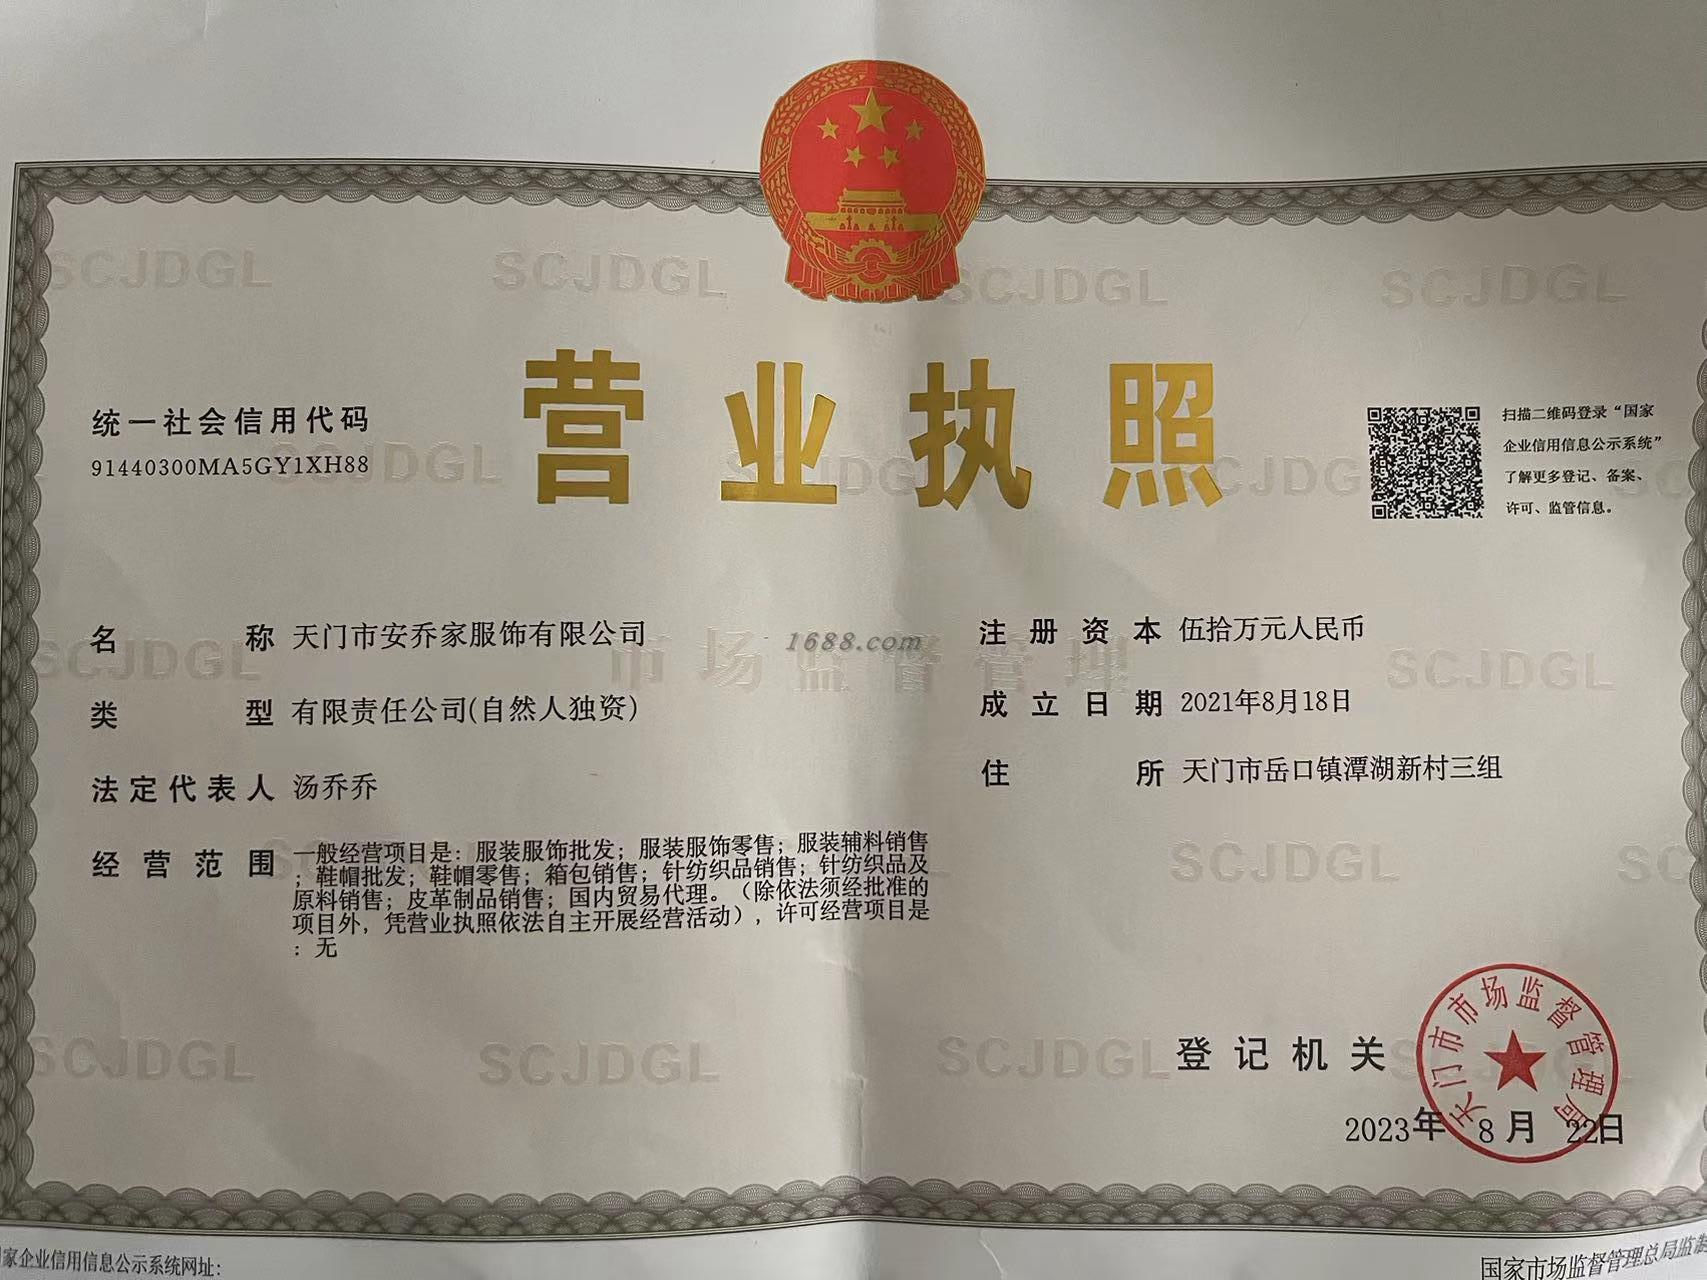 SCJDGL
SCJDGL
SCJDGL
SCJDGL
营业执照
统一社会信用代码
91440300MA5GY1XH88
SCJDGL
SCJDG
扫描二维码登录“国家
企业信用信息公示系统”
了解更多登记、备案、
许可、监管信息。
名称 天门市安乔家服饰有限公司
注册资本 伍拾万元人民币
1688.com
市场监督管理
SCJDGL
SCJDGL
类型 有限责任公司(自然人独资)
成立日期 2021年8月18日
法定代表人 汤乔乔
住所 天门市岳口镇潭湖新村三组
经营范围 一般经营项目是：服装服饰批发；服装服饰零售；服装辅料销售
；鞋帽批发；鞋帽零售；箱包销售；针纺织品销售；针纺织品及
原料销售；皮革制品销售；国内贸易代理。（除依法须经批准的
项目外，凭营业执照依法自主开展经营活动），许可经营项目是
：无
SCJDGL
SCJDGL
SCJDGL
SCJDGL
登记机关
天门市市场监督管理局
2023年 8月 22日
家企业信用信息公示系统网址：
国家市场监督管理总局监制